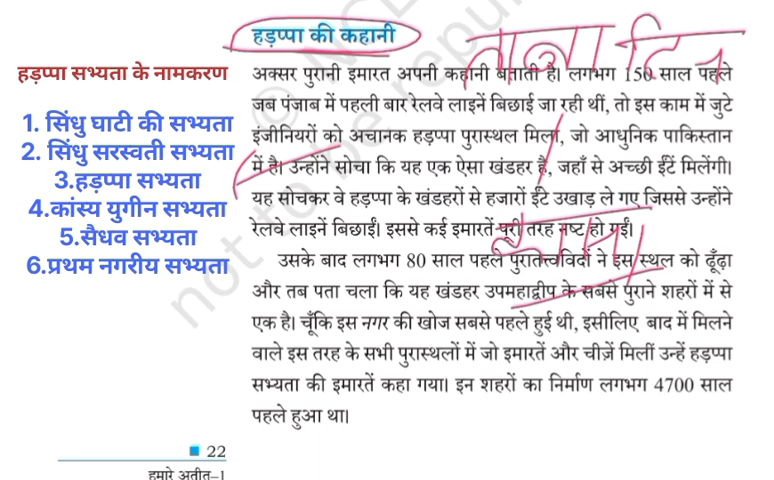 हड़प्पा की कहानी
हड़प्पा सभ्यता के नामकरण
1. सिंधु घाटी की सभ्यता
2. सिंधु सरस्वती सभ्यता
3.हड़प्पा सभ्यता
4.कांस्य युगीन सभ्यता
5.सैधव सभ्यता
6.प्रथम नगरीय सभ्यता
अक्सर पुरानी इमारत अपनी कहानी बताती है। लगभग 150 साल पहले
जब पंजाब में पहली बार रेलवे लाइनें बिछाई जा रही थीं, तो इस काम में जुटे
इंजीनियरों को अचानक हड़प्पा पुरास्थल मिला, जो आधुनिक पाकिस्तान
में है। उन्होंने सोचा कि यह एक ऐसा खंडहर है, जहाँ से अच्छी ईंटें मिलेंगी।
यह सोचकर वे हड़प्पा के खंडहरों से हजारों ईंटें उखाड़ ले गए जिससे उन्होंने
रेलवे लाइनें बिछाईं। इससे कई इमारतें पूरी तरह नष्ट हो गईं।
उसके बाद लगभग 80 साल पहले पुरातत्त्वविदों ने इस स्थल को ढूँढ़ा
और तब पता चला कि यह खंडहर उपमहाद्वीप के सबसे पुराने शहरों में से
एक है। चूँकि इस नगर की खोज सबसे पहले हुई थी, इसीलिए बाद में मिलने
वाले इस तरह के सभी पुरास्थलों में जो इमारतें और चीज़ें मिलीं उन्हें हड़प्पा
सभ्यता की इमारतें कहा गया। इन शहरों का निर्माण लगभग 4700 साल
पहले हुआ था।
22
हमारे अतीत–1
not to be